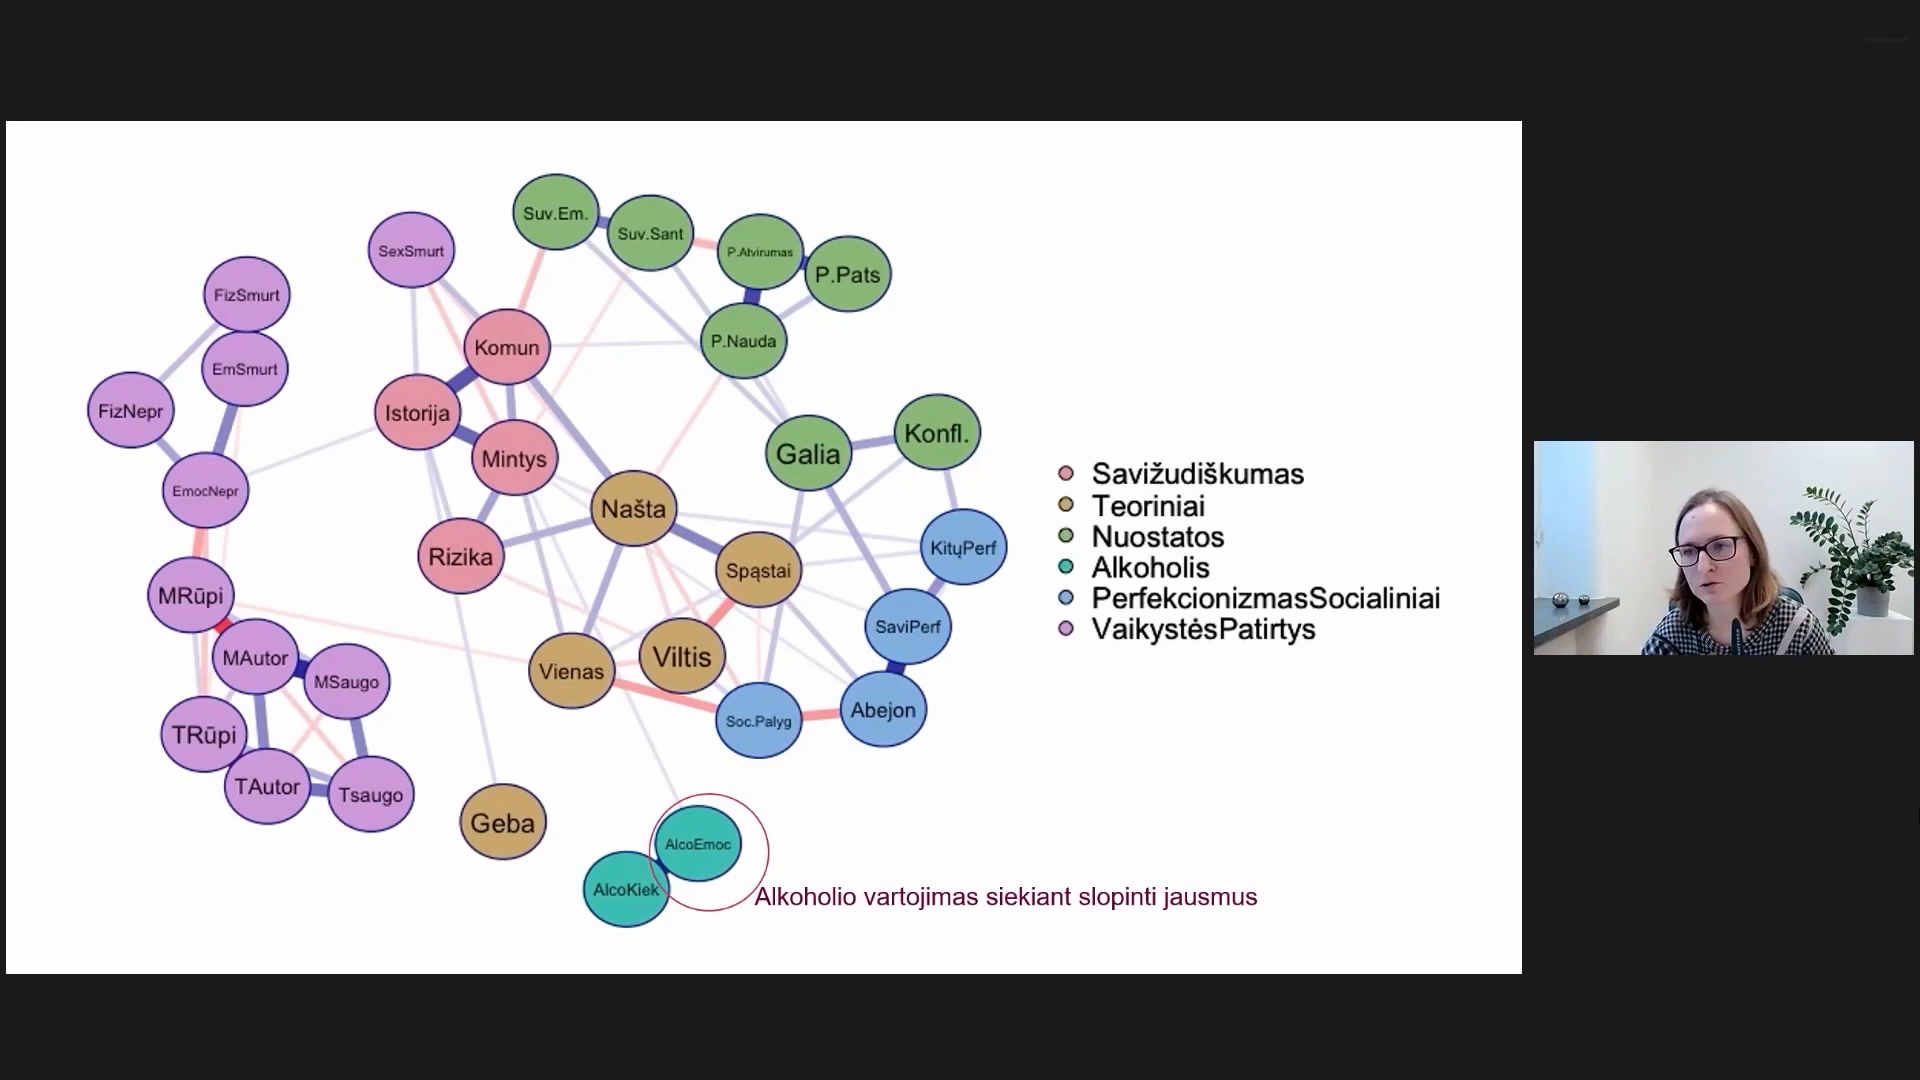 Suv.Em.
Suv.Sant
P.Atvirumas
P.Pats
SexSmurt
FizSmurt
Komun
P.Nauda
EmSmurt
FizNepr
Istorija
Mintys
Galia
Konfl.
EmocNepr
Našta
Rizika
Spąstai
KitųPerf
MRūpi
SaviPerf
MAutor
MSaugo
Vienas
Viltis
Soc.Palyg
Abejon
TRūpi
TAutor
Tsaugo
Geba
AlcoEmoc
AlcoKiek
Alkoholio vartojimas siekiant slopinti jausmus
Savižudiškumas
Teoriniai
Nuostatos
Alkoholis
PerfekcionizmasSocialiniai
VaikystėsPatirtys